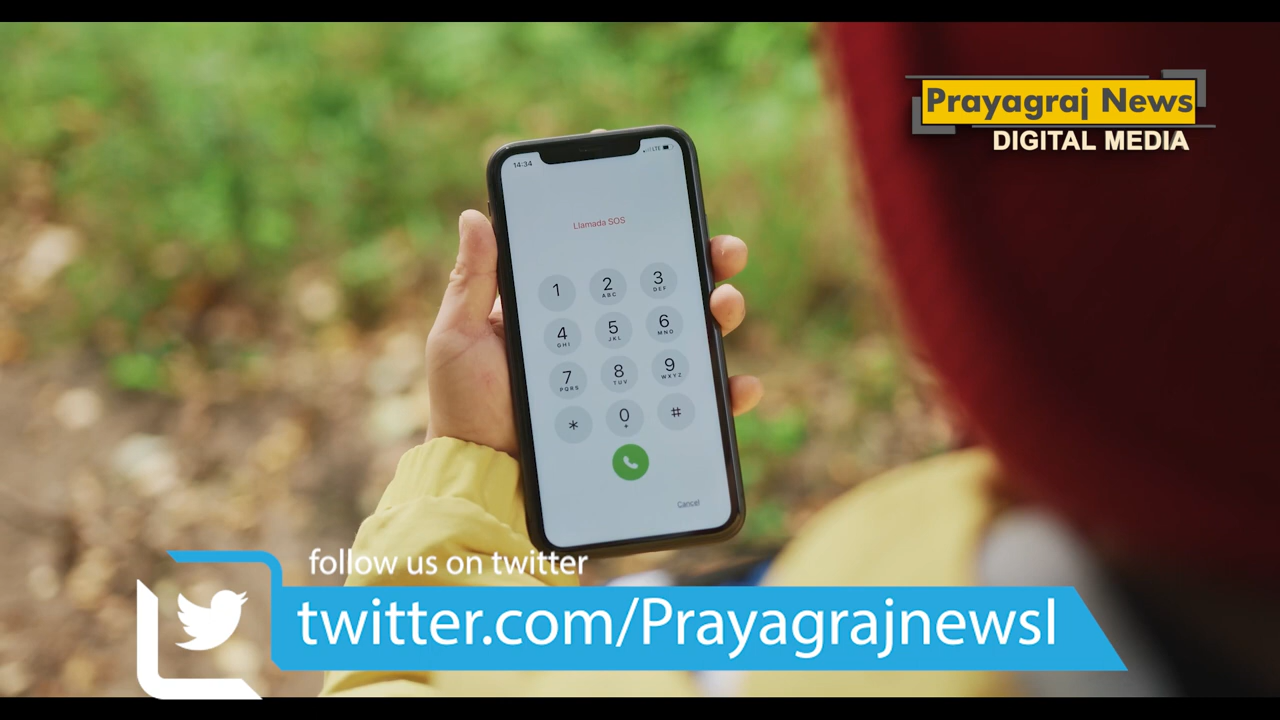 Prayagraj News
DIGITAL MEDIA
14:34
LTE
Llamada SOS
1
2
ABC
3
DEF
4
GHI
5
JKL
6
MNO
7
PQRS
8
TUV
9
WXYZ
*
0
+
#
Cancel
follow us on twitter
twitter.com/Prayagrajnewsl